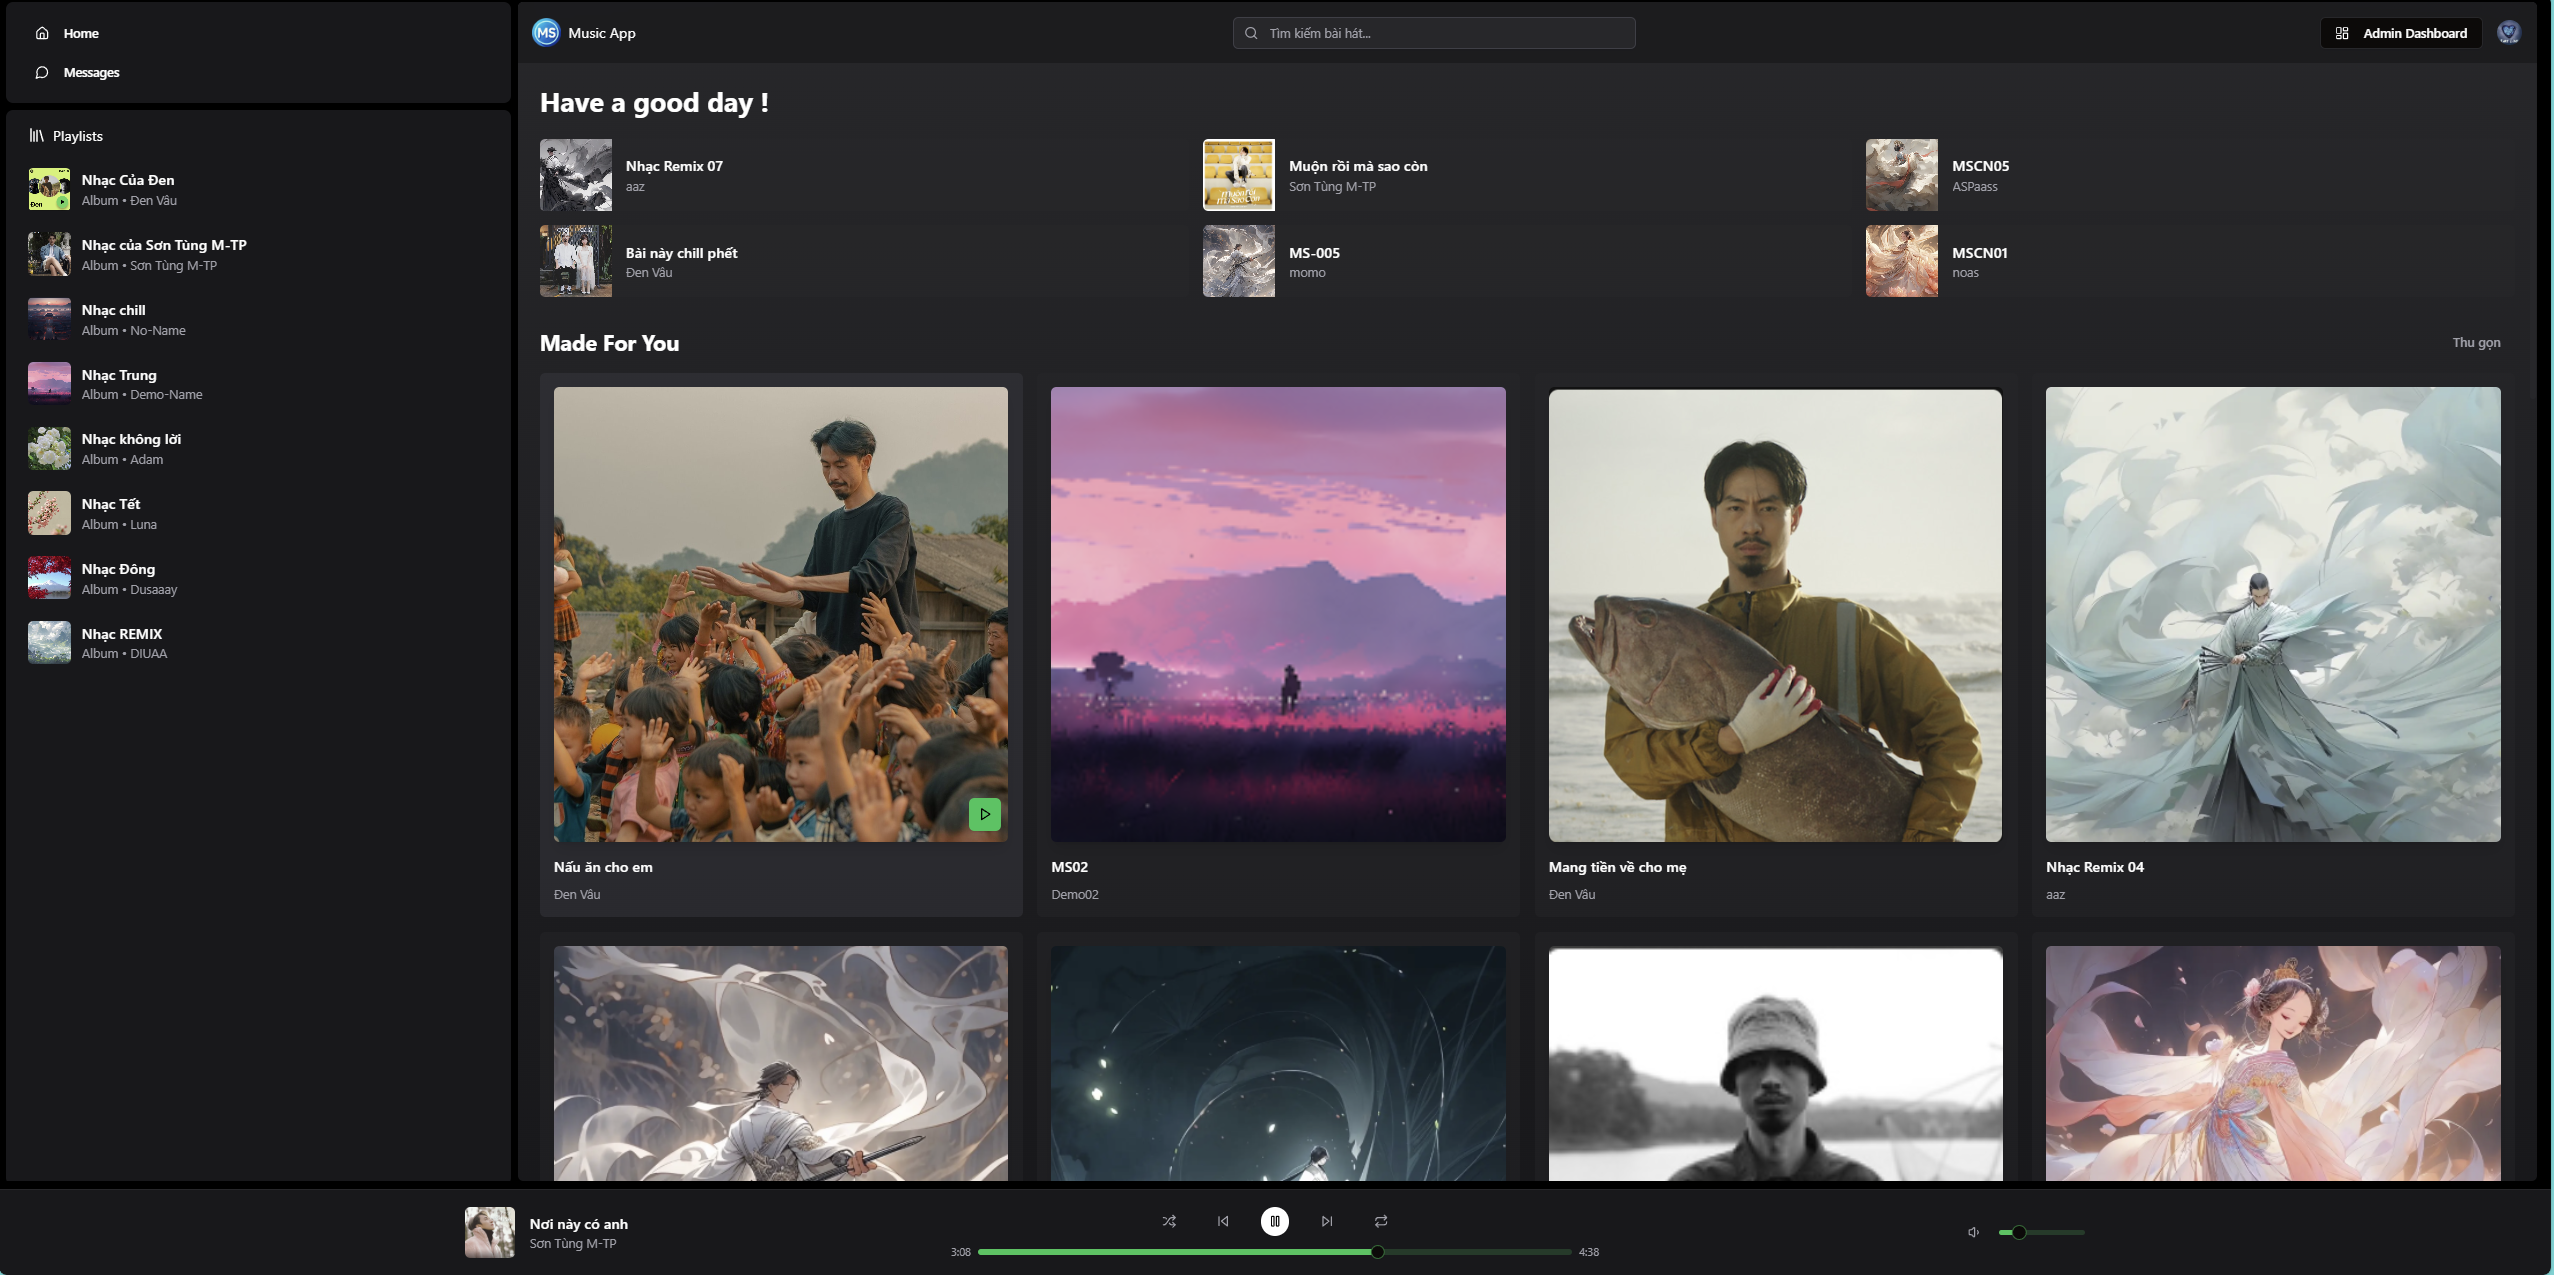 Home
Messages
Playlists
Nhạc Của Đen
Album • Đen Vâu
Nhạc của Sơn Tùng M-TP
Album • Sơn Tùng M-TP
Nhạc chill
Album • No-Name
Nhạc Trung
Album • Demo-Name
Nhạc không lời
Album • Adam
Nhạc Tết
Album • Luna
Nhạc Đông
Album • Dusaaay
Nhạc REMIX
Album • DIUAA
MS Music App
Tìm kiếm bài hát...
Admin Dashboard
Have a good day !
Nhạc Remix 07
aaz
Muộn rồi mà sao còn
Sơn Tùng M-TP
MSCN05
ASPaass
Bài này chill phết
Đen Vâu
MS-005
momo
MSCN01
noas
Made For You
Thu gọn
Nấu ăn cho em
Đen Vâu
MS02
Demo02
Mang tiền về cho mẹ
Đen Vâu
Nhạc Remix 04
aaz
Nơi này có anh
Sơn Tùng M-TP
3:08
4:38